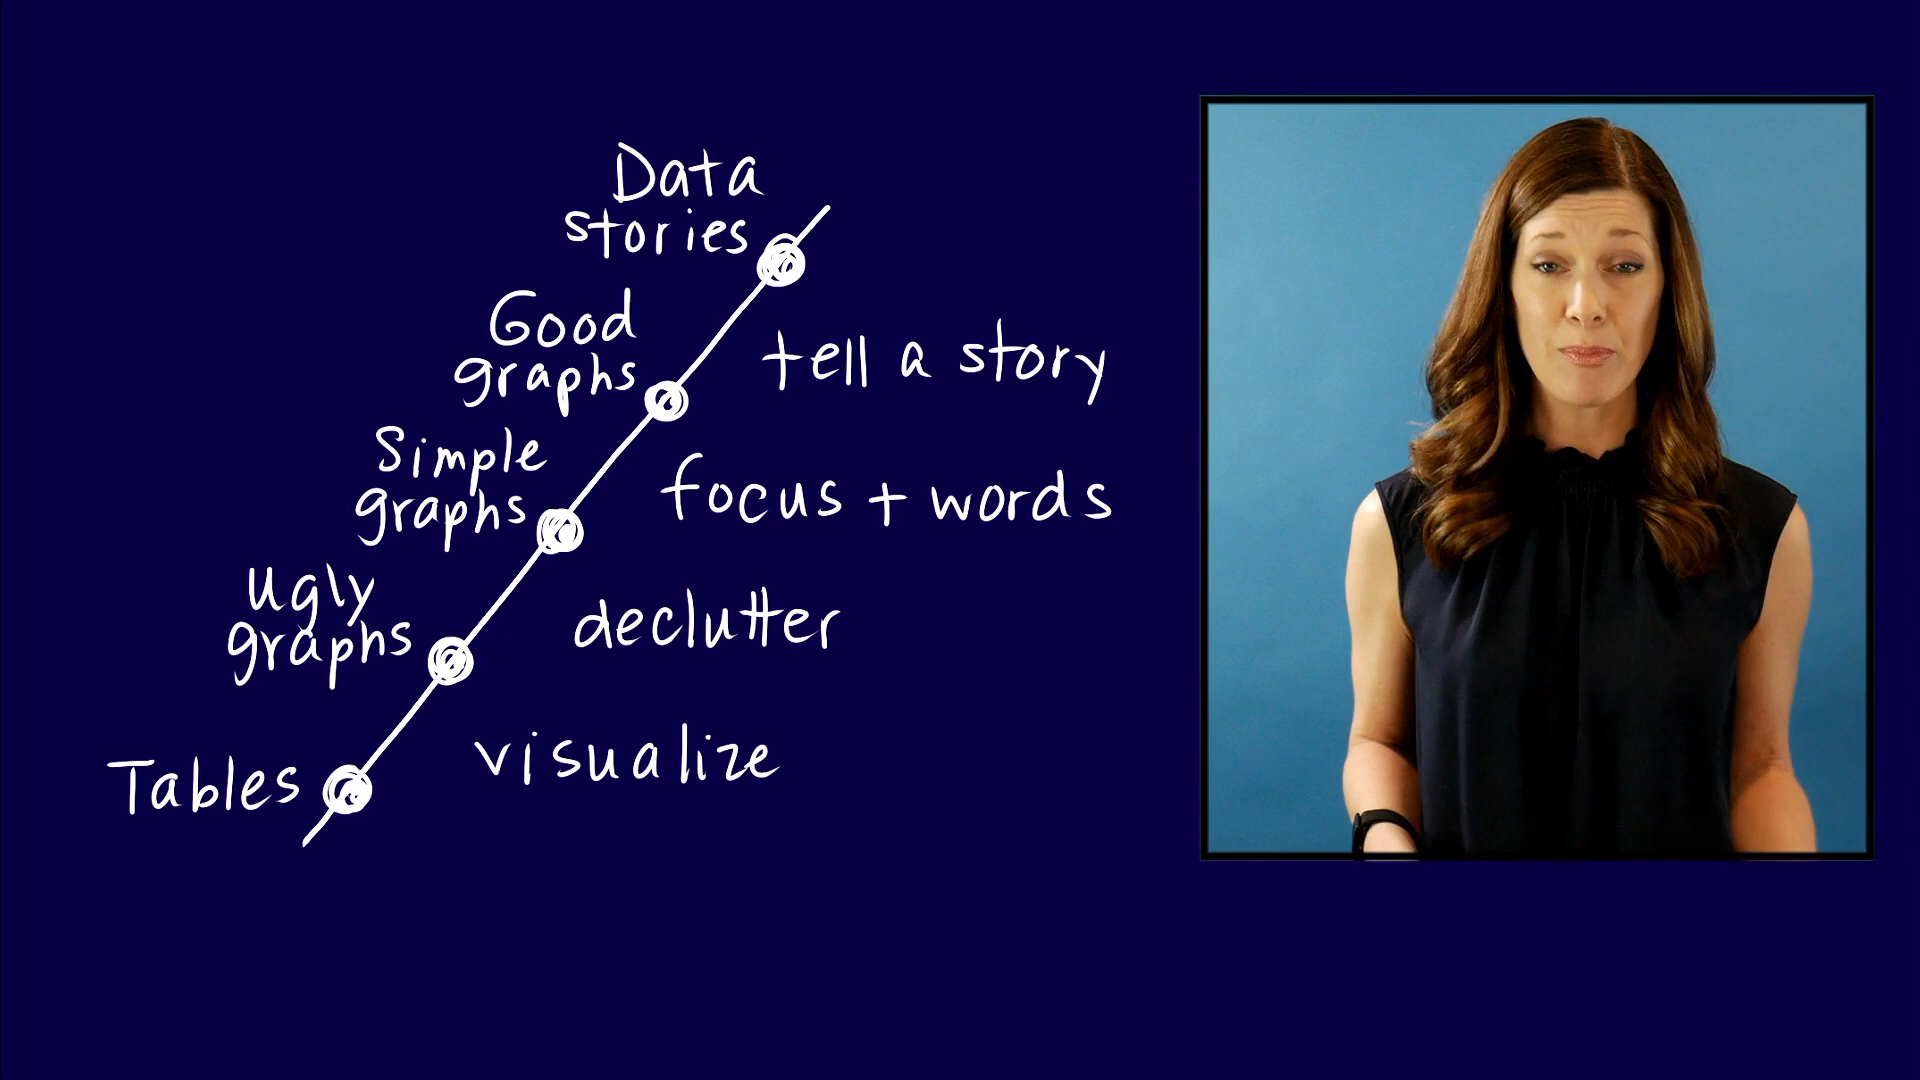 Data
stories
Good
graphs
tell a story
Simple
graphs
focus + words
Ugly
graphs
declutter
Tables
visualize